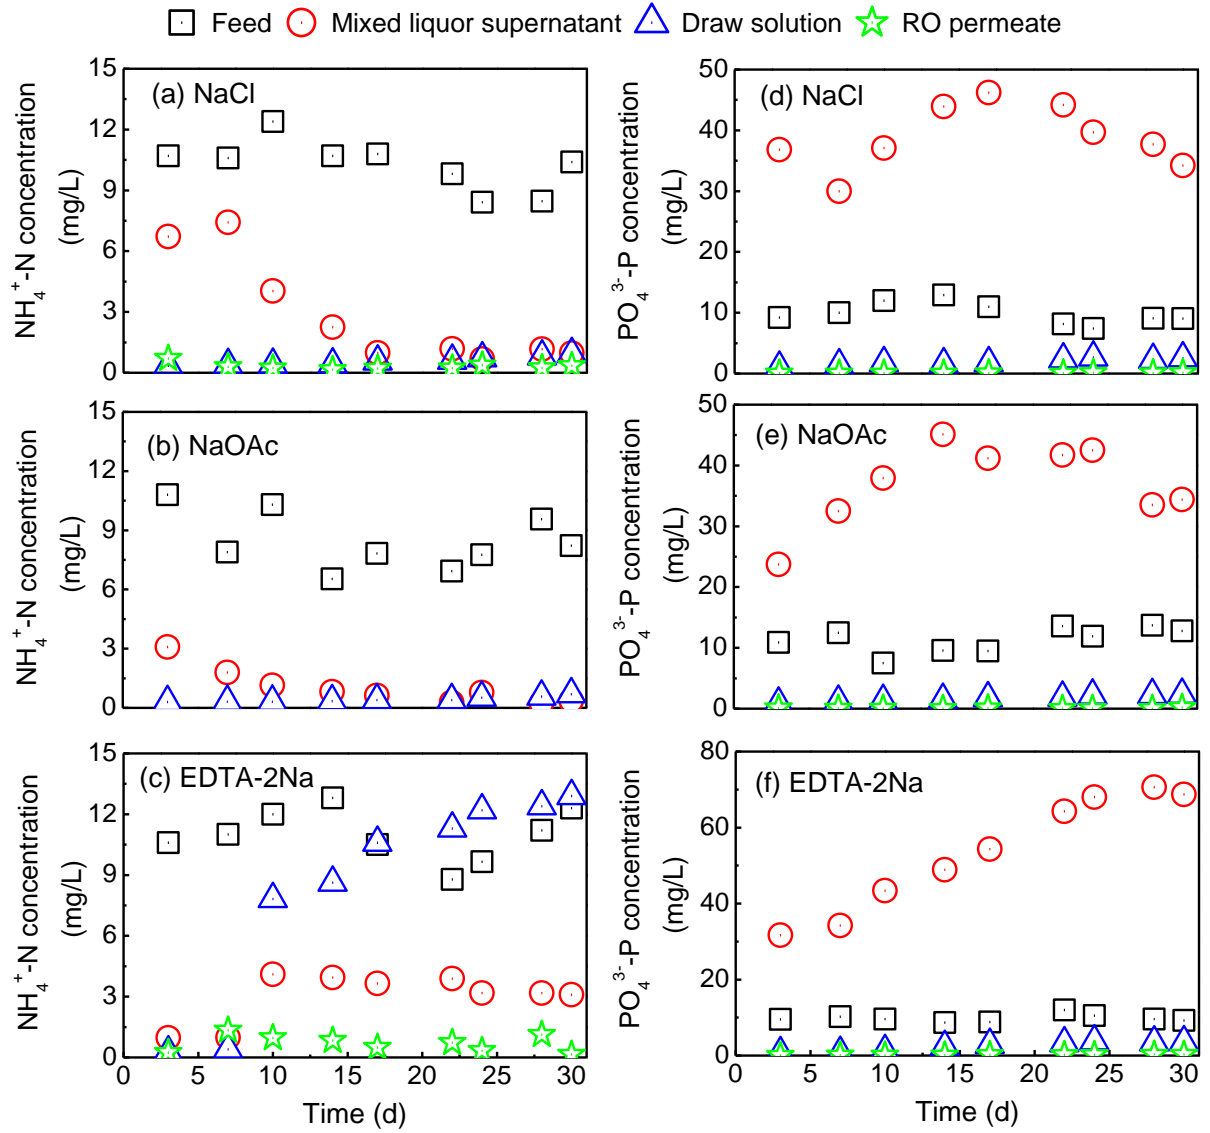 Feed Mixed liquor supernatant Draw solution RO permeate
(a) NaCl
NH₄⁺-N concentration
(mg/L)
15
12
9
6
3
0
(d) NaCl
PO₄³⁻-P concentration
(mg/L)
50
40
30
20
10
0
(b) NaOAc
NH₄⁺-N concentration
(mg/L)
15
12
9
6
3
0
(e) NaOAc
PO₄³⁻-P concentration
(mg/L)
50
40
30
20
10
0
(c) EDTA-2Na
NH₄⁺-N concentration
(mg/L)
15
12
9
6
3
0
0 5 10 15 20 25 30
Time (d)
(f) EDTA-2Na
PO₄³⁻-P concentration
(mg/L)
80
60
40
20
0
0 5 10 15 20 25 30
Time (d)